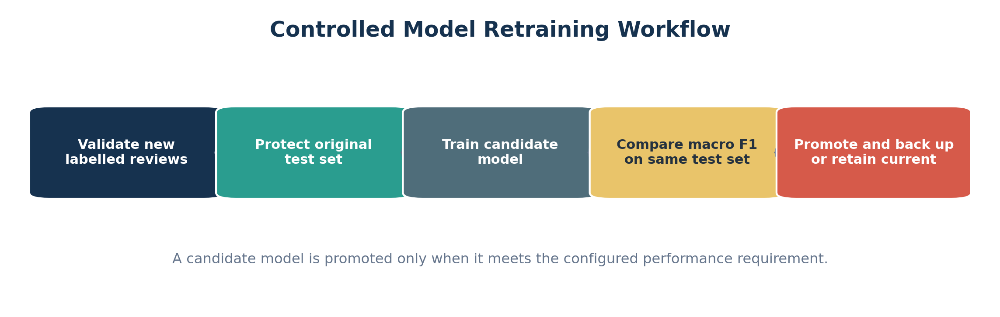 Controlled Model Retraining Workflow
Validate new
labelled reviews
Protect original
test set
Train candidate
model
Compare macro F1
on same test set
Promote and back up
or retain current
A candidate model is promoted only when it meets the configured performance requirement.